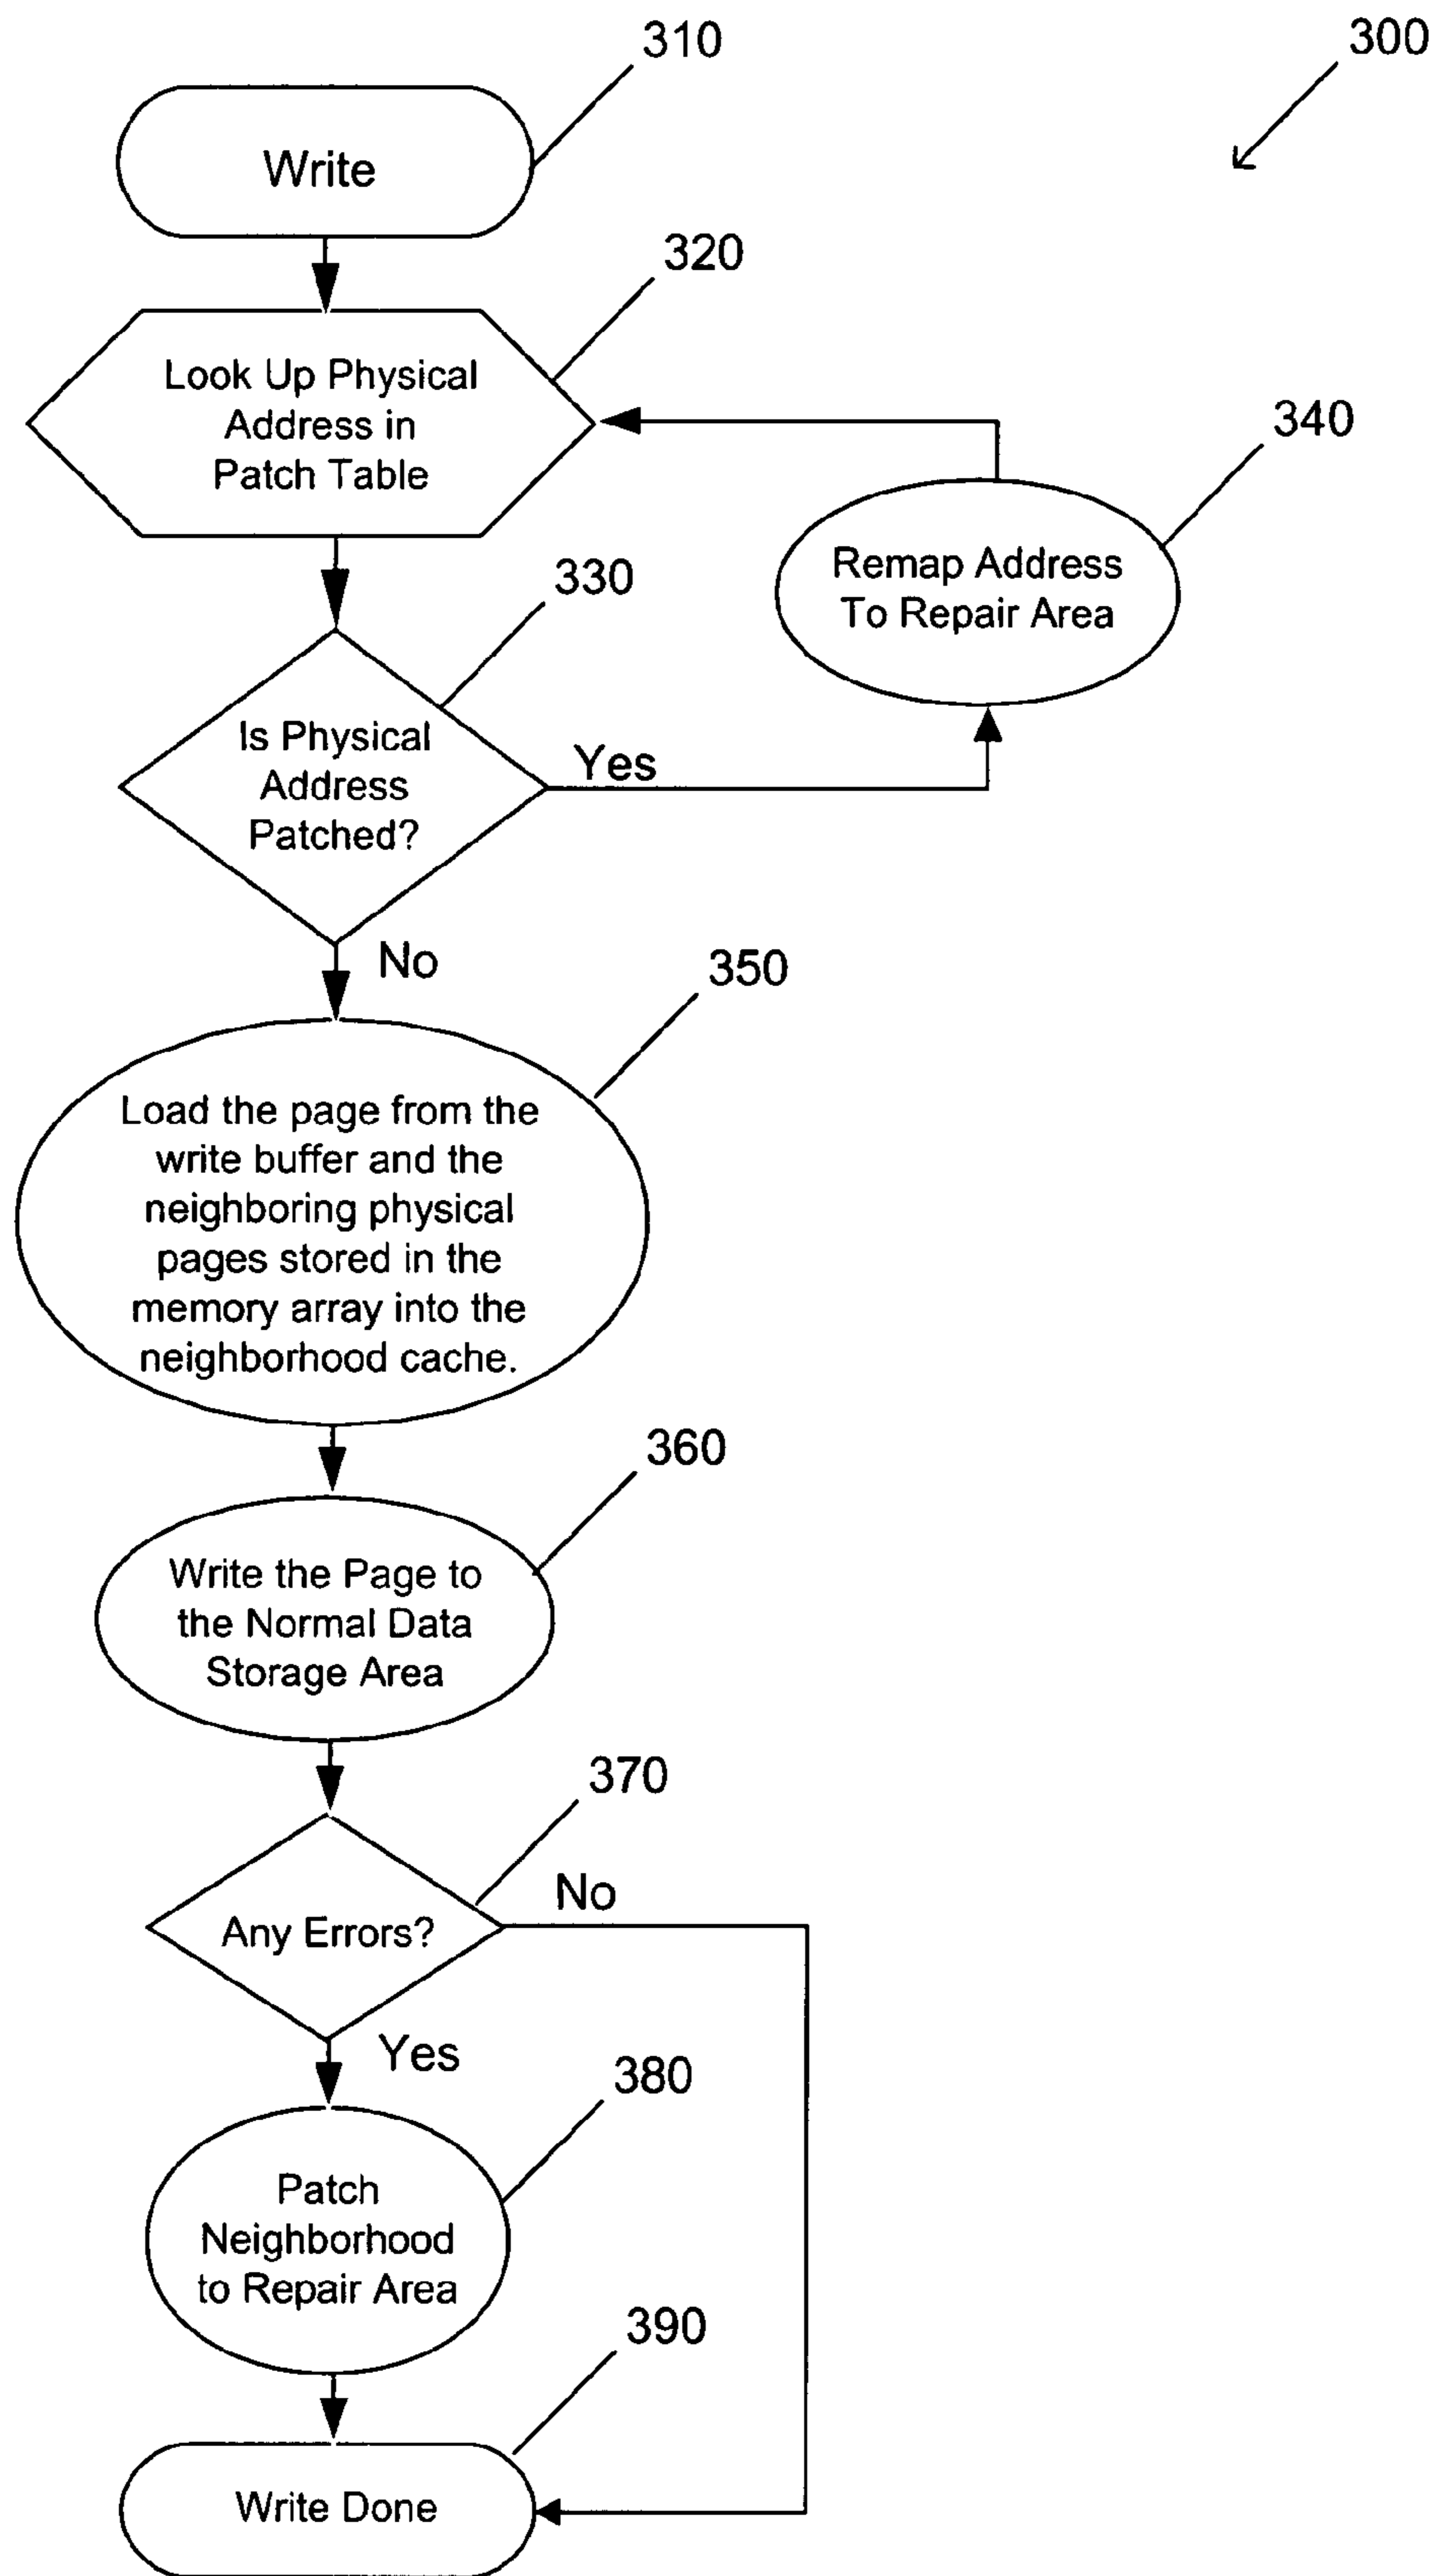 310
300
Write
320
Look Up Physical
Address in
Patch Table
340
Remap Address
To Repair Area
330
Is Physical
Address
Patched?
Yes
No
350
Load the page from the
write buffer and the
neighboring physical
pages stored in the
memory array into the
neighborhood cache.
360
Write the Page to
the Normal Data
Storage Area
370
Any Errors?
No
Yes
380
Patch
Neighborhood
to Repair Area
390
Write Done